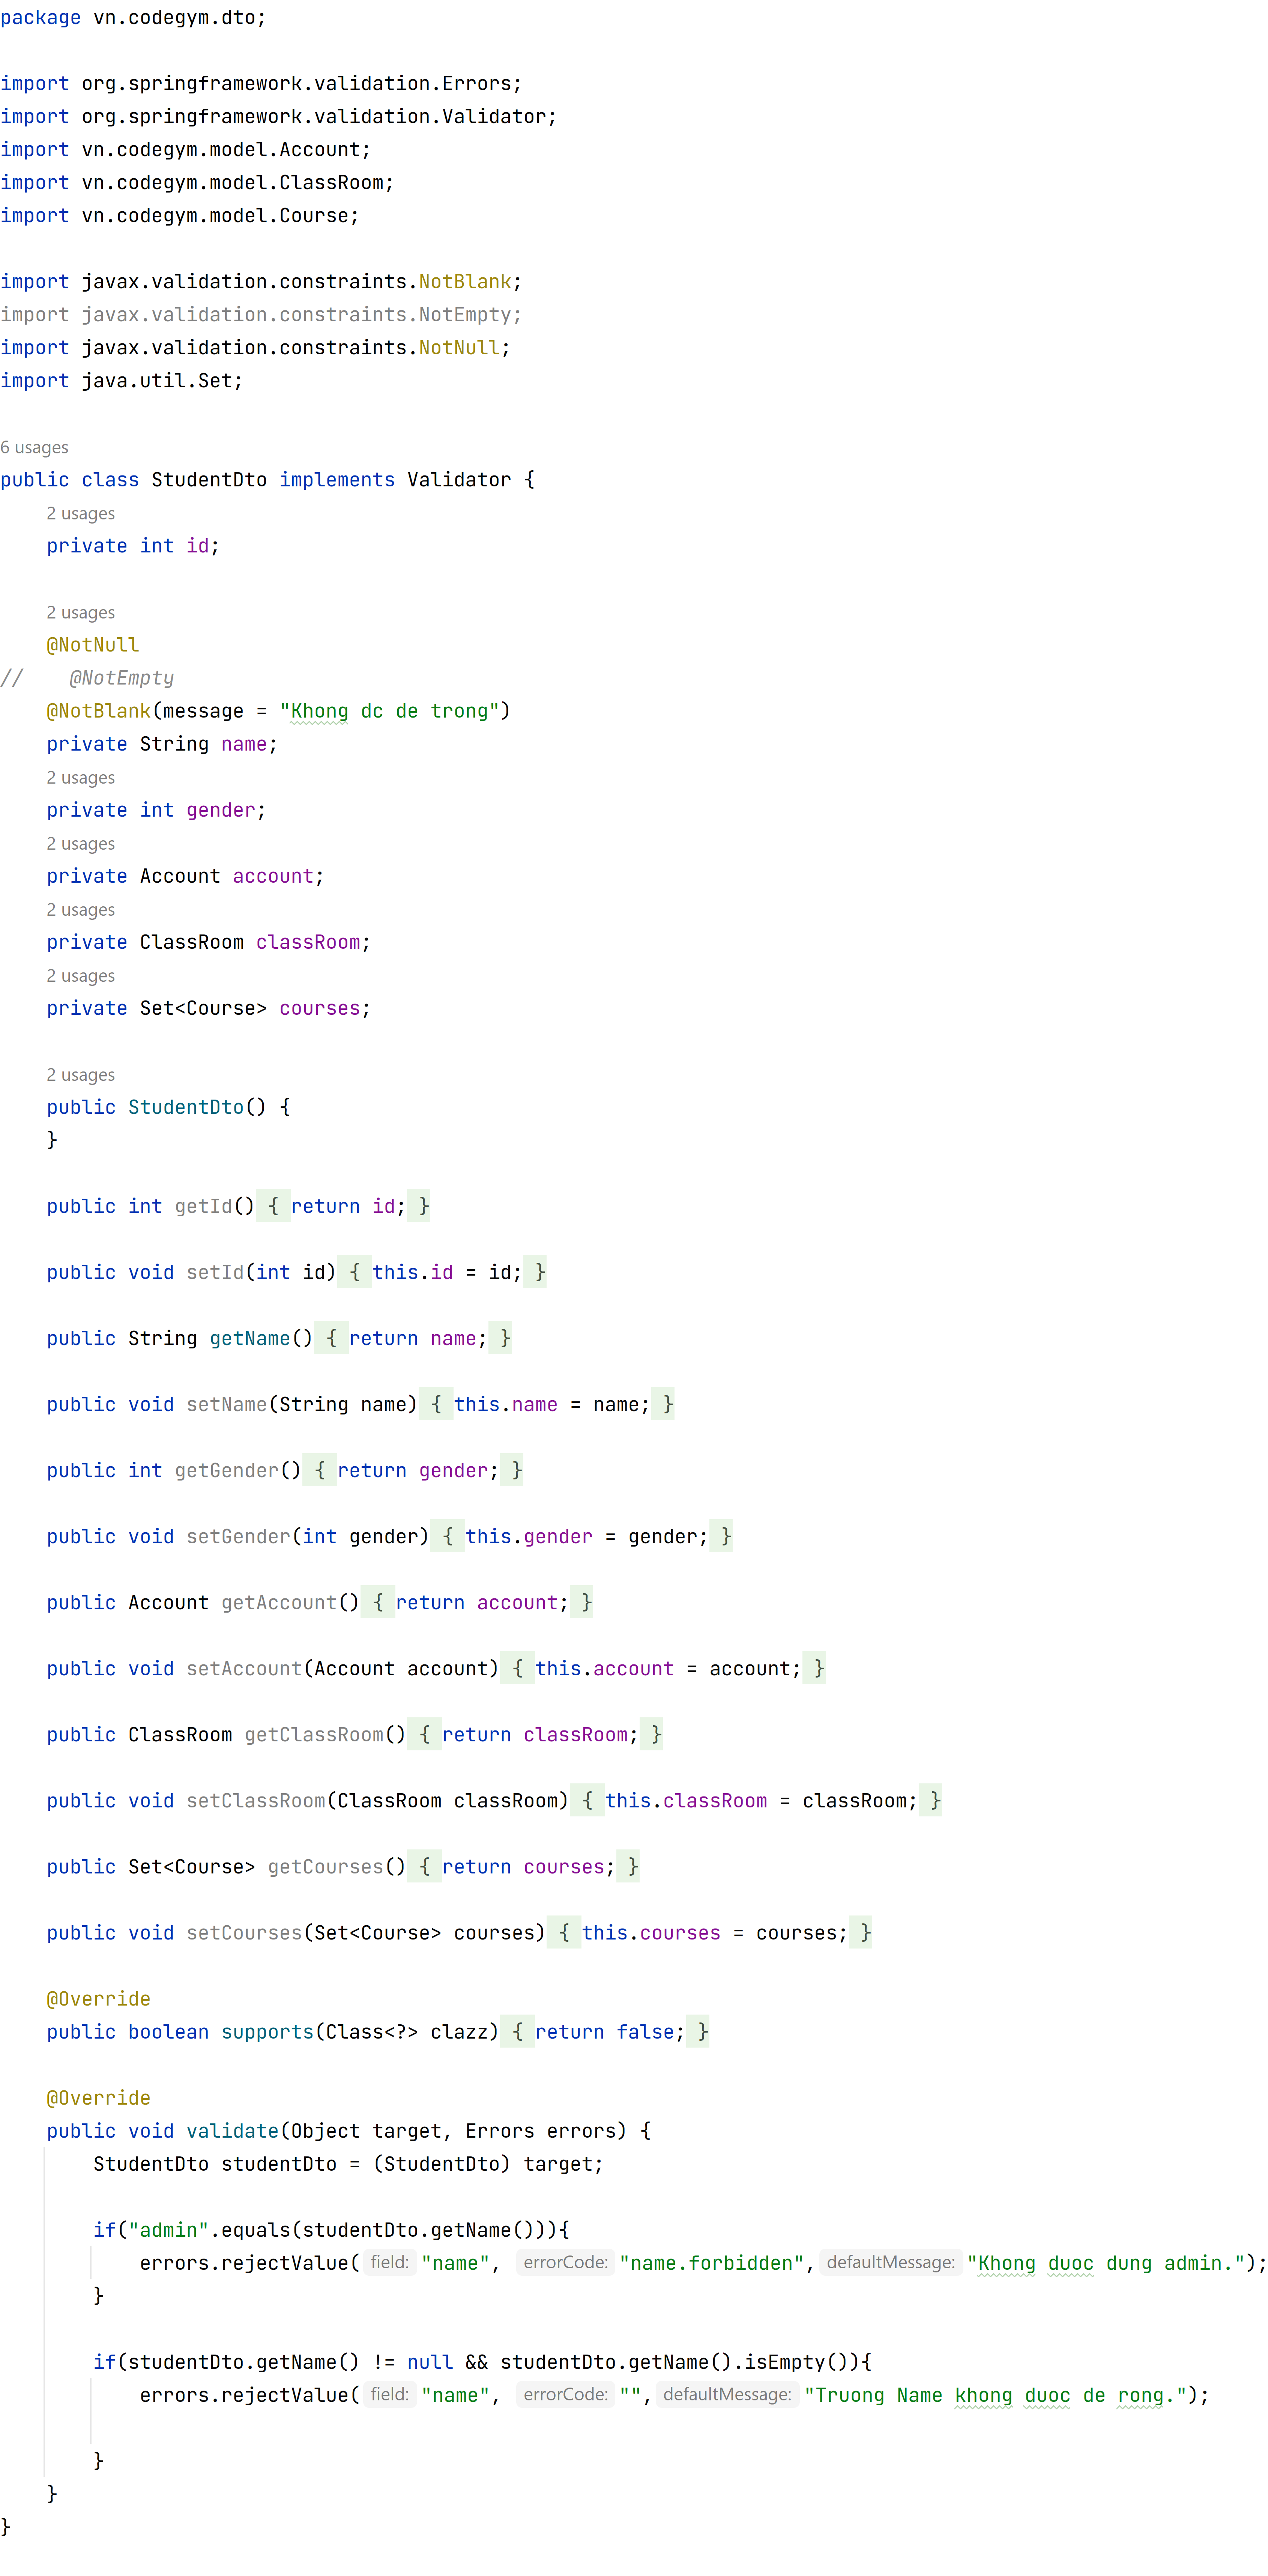 package vn.codegym.dto;
import org.springframework.validation.Errors;
import org.springframework.validation.Validator;
import vn.codegym.model.Account;
import vn.codegym.model.ClassRoom;
import vn.codegym.model.Course;
import javax.validation.constraints.NotBlank;
import javax.validation.constraints.NotEmpty;
import javax.validation.constraints.NotNull;
import java.util.Set;
6 usages
public class StudentDto implements Validator {
2 usages
private int id;
2 usages
@NotNull
//    @NotEmpty
@NotBlank(message = "Khong dc de trong")
private String name;
2 usages
private int gender;
2 usages
private Account account;
2 usages
private ClassRoom classRoom;
2 usages
private Set<Course> courses;
2 usages
public StudentDto() {
}
public int getId() { return id; }
public void setId(int id) { this.id = id; }
public String getName() { return name; }
public void setName(String name) { this.name = name; }
public int getGender() { return gender; }
public void setGender(int gender) { this.gender = gender; }
public Account getAccount() { return account; }
public void setAccount(Account account) { this.account = account; }
public ClassRoom getClassRoom() { return classRoom; }
public void setClassRoom(ClassRoom classRoom) { this.classRoom = classRoom; }
public Set<Course> getCourses() { return courses; }
public void setCourses(Set<Course> courses) { this.courses = courses; }
@Override
public boolean supports(Class<?> clazz) { return false; }
@Override
public void validate(Object target, Errors errors) {
StudentDto studentDto = (StudentDto) target;
if("admin".equals(studentDto.getName())){
errors.rejectValue( field: "name", errorCode: "name.forbidden", defaultMessage: "Khong duoc dung admin.");
}
if(studentDto.getName() != null && studentDto.getName().isEmpty()){
errors.rejectValue( field: "name", errorCode: "", defaultMessage: "Truong Name khong duoc de rong.");
}
}
}